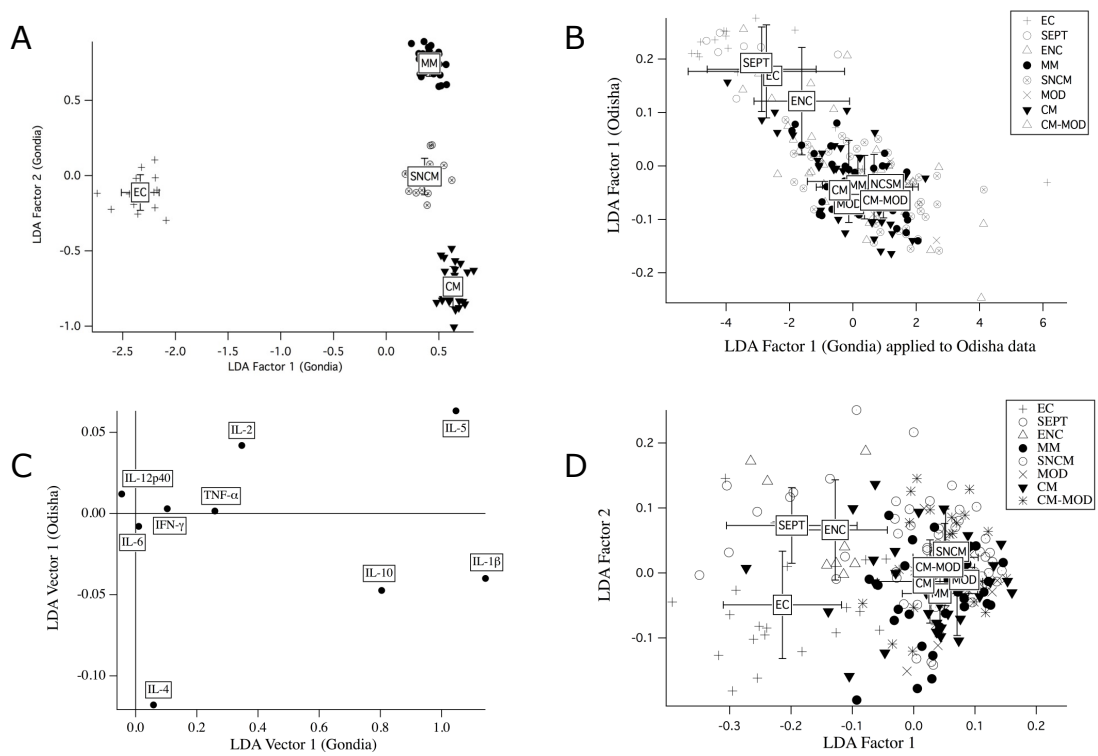 A
LDA Factor 2 (Gondia)
0.5
0.0
-0.5
-1.0
MM
SNCM
EC
CM
-2.5
-2.0
-1.5
-1.0
0.0
0.5
LDA Factor 1 (Gondia)
B
LDA Factor 1 (Odisha)
0.2
0.1
0.0
-0.1
-0.2
EC
SEPT
ENC
MM
SNCM
MOD
CM
CM-MOD
SEPT
EC
ENC
CM
MM
NCSM
MOD
CM-MOD
-4
-2
0
2
4
6
LDA Factor 1 (Gondia) applied to Odisha data
C
LDA Vector 1 (Odisha)
0.05
0.00
-0.05
-0.10
IL-5
IL-2
IL-12p40
TNF-α
IFN-γ
IL-6
IL-10
IL-1β
IL-4
0.0
0.2
0.4
0.6
0.8
1.0
LDA Vector 1 (Gondia)
D
LDA Factor 2
0.2
0.1
0.0
-0.1
EC
SEPT
ENC
MM
SNCM
MOD
CM
CM-MOD
SEPT
ENC
SNCM
CM-MOD
CM
MOD
MM
EC
-0.3
-0.2
-0.1
0.0
0.1
0.2
LDA Factor 1